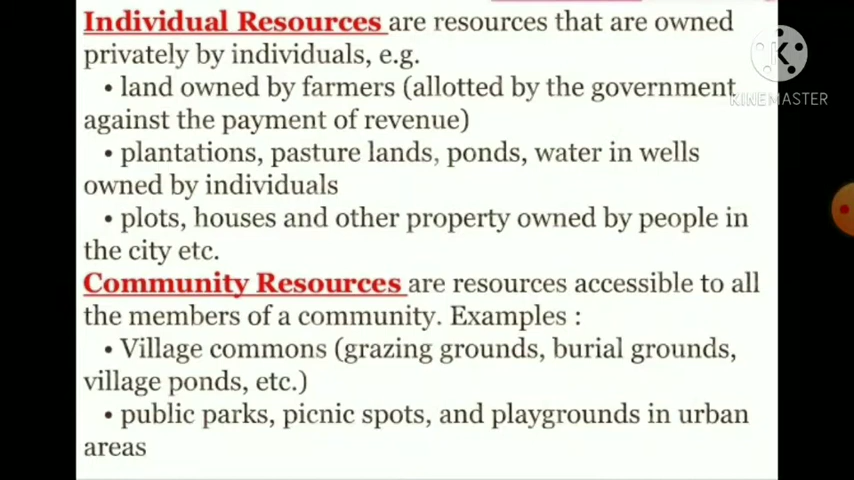 Individual Resources are resources that are owned
privately by individuals, e.g.
• land owned by farmers (allotted by the government
against the payment of revenue)
• plantations, pasture lands, ponds, water in wells
owned by individuals
• plots, houses and other property owned by people in
the city etc.
Community Resources are resources accessible to all
the members of a community. Examples :
• Village commons (grazing grounds, burial grounds,
village ponds, etc.)
• public parks, picnic spots, and playgrounds in urban
areas
K
KINEMASTER